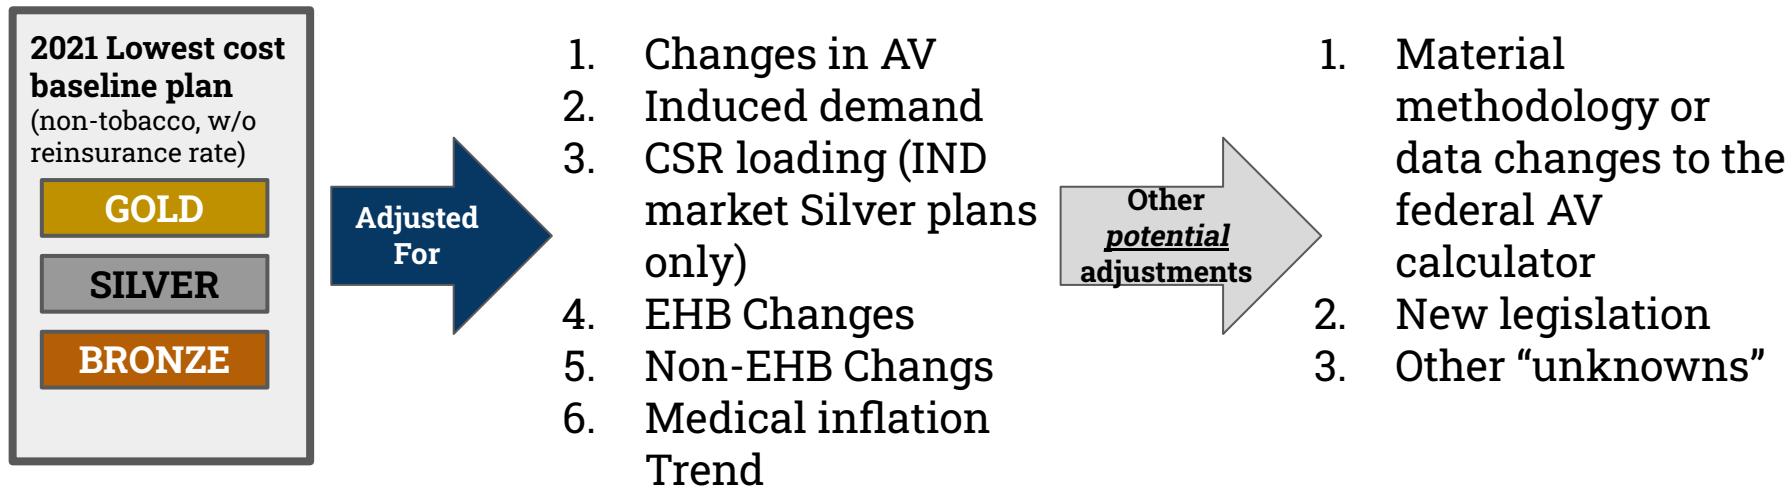 2021 Lowest cost
baseline plan
(non-tobacco, w/o
reinsurance rate)
GOLD
SILVER
BRONZE
Adjusted
For
1. Changes in AV
2. Induced demand
3. CSR loading (IND
market Silver plans
only)
4. EHB Changes
5. Non-EHB Changs
6. Medical inflation
Trend
Other
potential
adjustments
1. Material
methodology or
data changes to the
federal AV
calculator
2. New legislation
3. Other “unknowns”